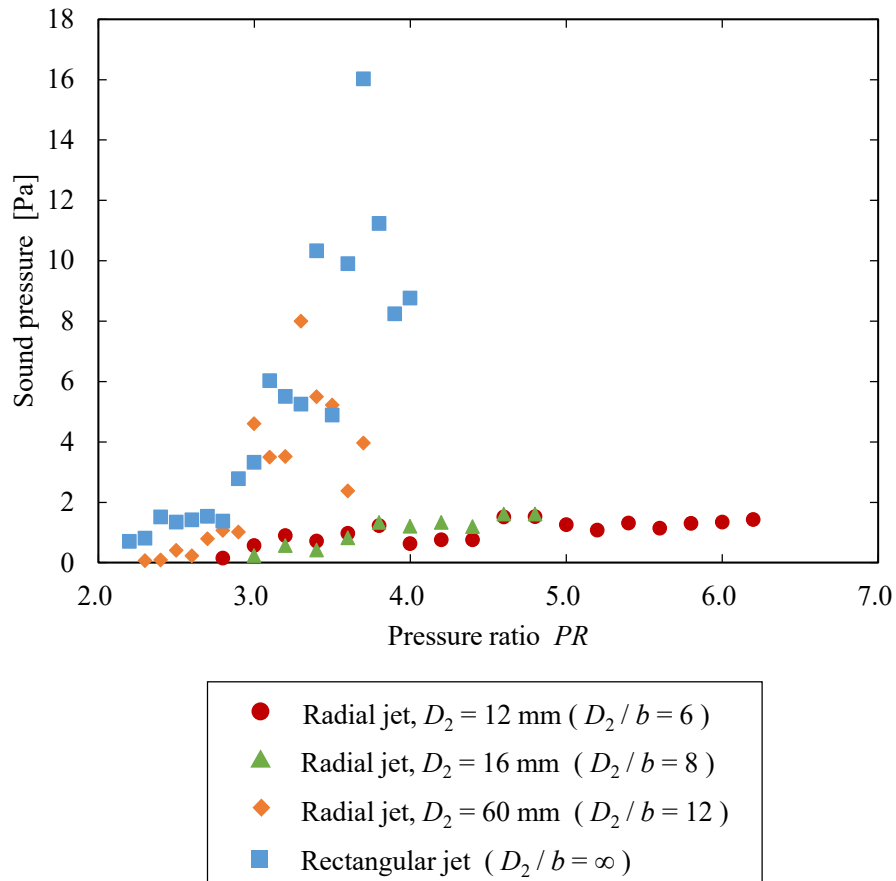 18
16
14
12
10
8
6
4
2
0
Sound pressure [Pa]
2.0 3.0 4.0 5.0 6.0 7.0
Pressure ratio PR
Radial jet, D₂ = 12 mm ( D₂ / b = 6 )
Radial jet, D₂ = 16 mm ( D₂ / b = 8 )
Radial jet, D₂ = 60 mm ( D₂ / b = 12 )
Rectangular jet ( D₂ / b = ∞ )